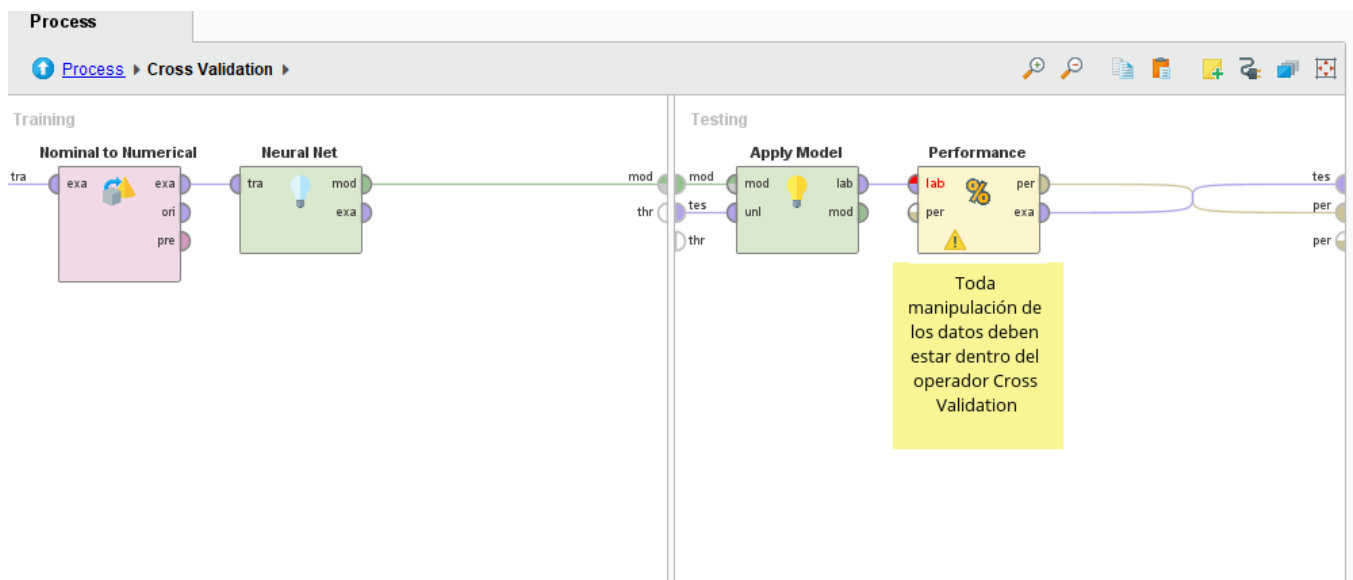 Process
Process ▸ Cross Validation ▸
Training
Testing
Nominal to Numerical
Neural Net
Apply Model
Performance
tra
exa
exa
ori
pre
tra
mod
exa
mod
thr
mod
tes
thr
mod
unl
lab
mod
lab
per
%
per
exa
tes
per
per
Toda
manipulación de
los datos deben
estar dentro del
operador Cross
Validation